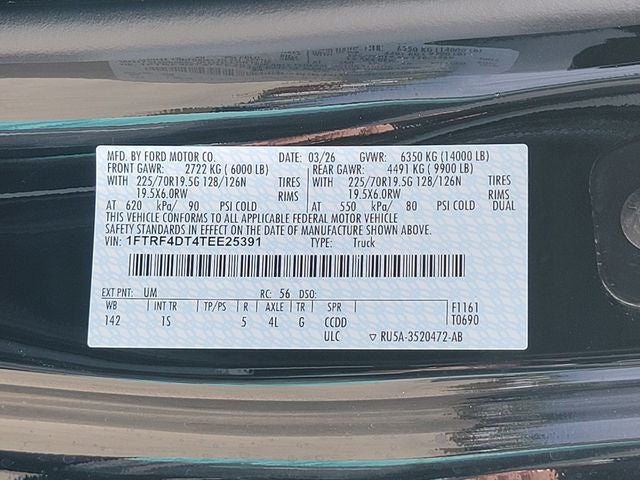 MFD. BY FORD MOTOR CO. DATE: 03/26 GVWR: 6350 KG (14000 LB)
FRONT GAWR: 2722 KG ( 6000 LB) REAR GAWR: 4491 KG ( 9900 LB)
WITH 225/70R19.5G 128/126N TIRES WITH 225/70R19.5G 128/126N TIRES
19.5X6.0RW RIMS 19.5X6.0RW RIMS
AT 620 kPa/ 90 PSI COLD AT 550 kPa/ 80 PSI COLD DUAL
THIS VEHICLE CONFORMS TO ALL APPLICABLE FEDERAL MOTOR VEHICLE
SAFETY STANDARDS IN EFFECT ON THE DATE OF MANUFACTURE SHOWN ABOVE.
VIN: 1FTRF4DT4TEE25391 TYPE: Truck
EXT PNT: UM RC: 56 DSO:
WB INT TR TP/PS R AXLE TR SPR F1161
142 1S 5 4L G CCDD T0690
ULC RU5A-3520472-AB